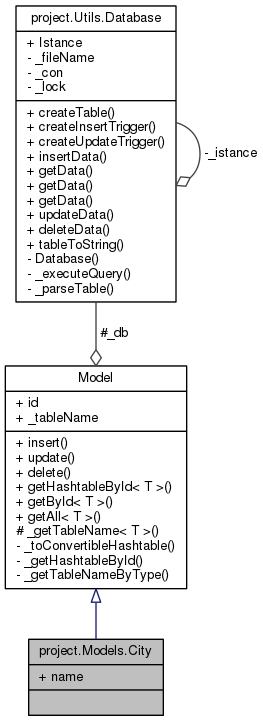 project.Utils.Database
+ Istance
- _fileName
- _con
- _lock
+ createTable()
+ createInsertTrigger()
+ createUpdateTrigger()
+ insertData()
+ getData()
+ getData()
+ getData()
+ updateData()
+ deleteData()
+ tableToString()
- Database()
- _executeQuery()
- _parseTable()
-_istance
#_db
Model
+ id
+ _tableName
+ insert()
+ update()
+ delete()
+ getHashtableById< T >()
+ getById< T >()
+ getAll< T >()
# _getTableName< T >()
- _toConvertibleHashtable()
- _getHashtableById()
- _getTableNameByType()
project.Models.City
+ name